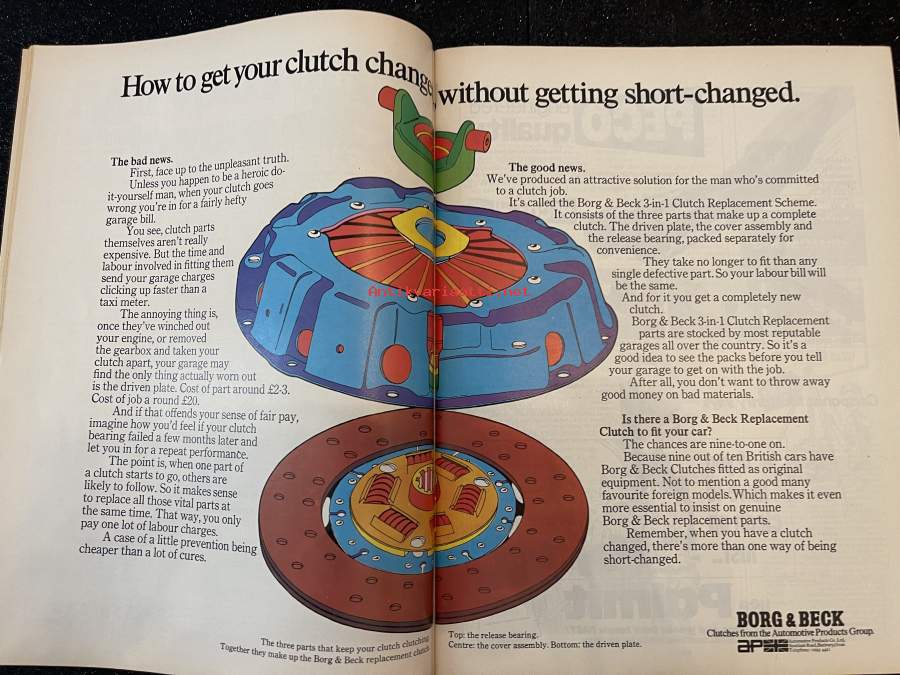 How to get your clutch change, without getting short-changed.
The bad news.
First, face up to the unpleasant truth.
Unless you happen to be a heroic do-
it-yourself man, when your clutch goes
wrong you're in for a fairly hefty
garage bill.
You see, clutch parts
themselves aren't really
expensive. But the time and
labour involved in fitting them
send your garage charges
clicking up faster than a
taxi meter.
The annoying thing is,
once they've winched out
your engine, or removed
the gearbox and taken your
clutch apart, your garage may
find the only thing actually worn out
is the driven plate. Cost of part around £2-3.
Cost of job a round £20.
And if that offends your sense of fair pay,
imagine how you'd feel if your clutch
bearing failed a few months later and
let you in for a repeat performance.
The point is, when one part of
a clutch starts to go, others are
likely to follow. So it makes sense
to replace all those vital parts at
the same time. That way, you only
pay one lot of labour charges.
A case of a little prevention being
cheaper than a lot of cures.
The three parts that keep your clutch clutching
Together they make up the Borg & Beck replacement clutch
The good news.
We've produced an attractive solution for the man who's committed
to a clutch job.
It's called the Borg & Beck 3-in-1 Clutch Replacement Scheme.
It consists of the three parts that make up a complete
clutch. The driven plate, the cover assembly and
the release bearing, packed separately for
convenience.
They take no longer to fit than any
single defective part. So your labour bill will
be the same.
And for it you get a completely new
clutch.
Borg & Beck 3-in-1 Clutch Replacement
parts are stocked by most reputable
garages all over the country. So it's a
good idea to see the packs before you tell
your garage to get on with the job.
After all, you don't want to throw away
good money on bad materials.
Is there a Borg & Beck Replacement
Clutch to fit your car?
The chances are nine-to-one on.
Because nine out of ten British cars have
Borg & Beck Clutches fitted as original
equipment. Not to mention a good many
favourite foreign models. Which makes it even
more essential to insist on genuine
Borg & Beck replacement parts.
Remember, when you have a clutch
changed, there's more than one way of being
short-changed.
Top: the release bearing.
Centre: the cover assembly. Bottom: the driven plate.
BORG & BECK
Clutches from the Automotive Products Group.
ap
Antikvariaatti.net